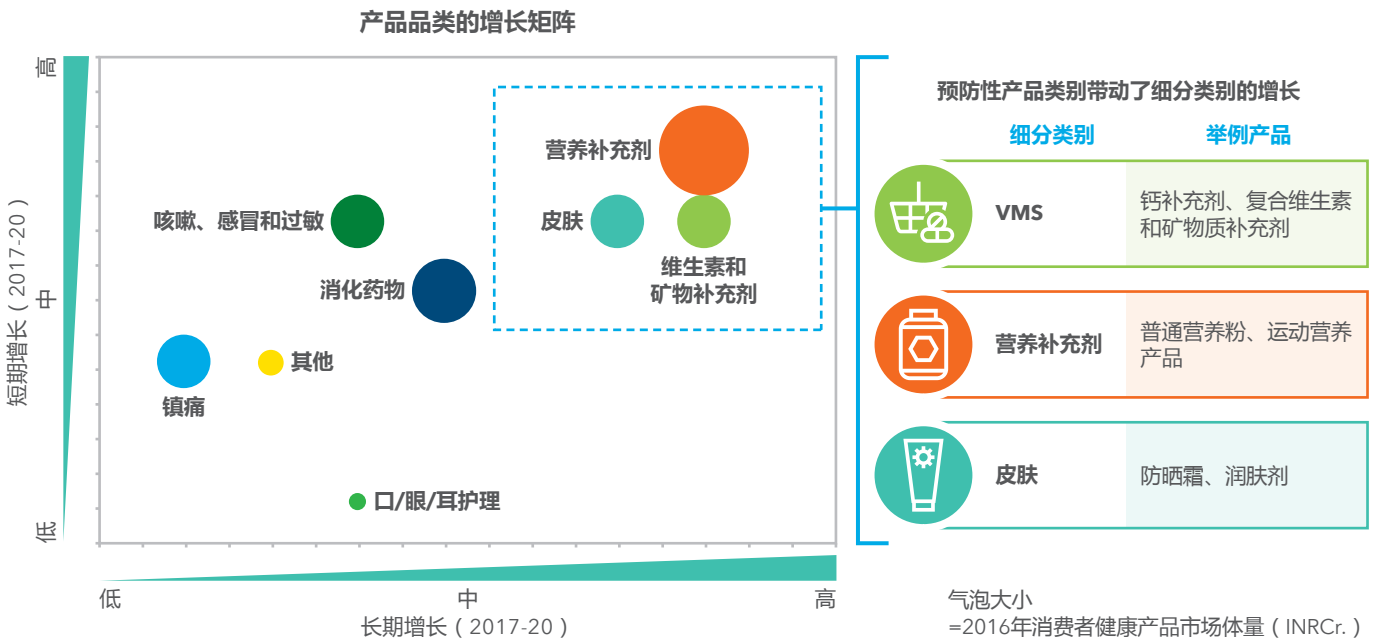 产品品类的增长矩阵
高
中
低
短期增长（2017-20）
营养补充剂
咳嗽、感冒和过敏
皮肤
消化药物
维生素和
矿物补充剂
其他
镇痛
口/眼/耳护理
低
中
高
长期增长（2017-20）
预防性产品类别带动了细分类别的增长
细分类别
举例产品
VMS
钙补充剂、复合维生素
和矿物质补充剂
营养补充剂
普通营养粉、运动营养
产品
皮肤
防晒霜、润肤剂
气泡大小
=2016年消费者健康产品市场体量（INRCr.）